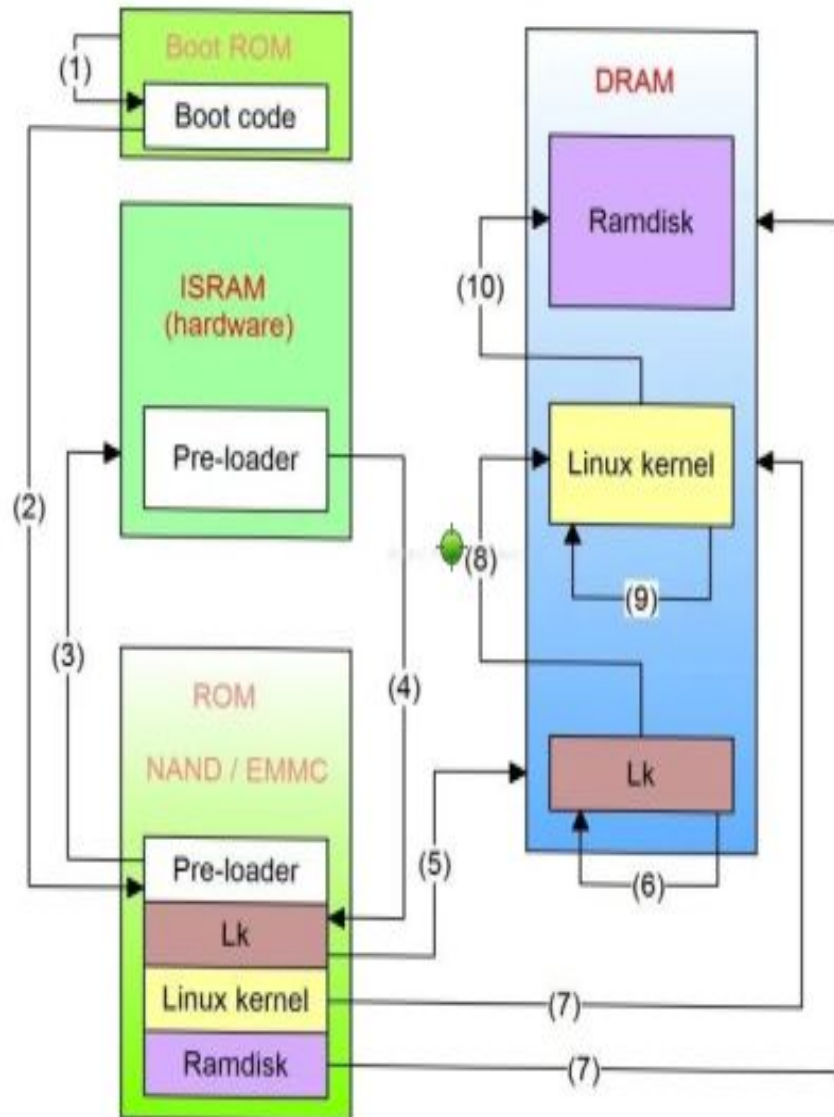 Boot ROM
(1)
Boot code
DRAM
Ramdisk
ISRAM
(hardware)
(10)
Pre-loader
Linux kernel
(2)
(8)
(9)
(3)
(4)
ROM
NAND / EMMC
Lk
(5)
Pre-loader
(6)
Lk
Linux kernel
(7)
Ramdisk
(7)